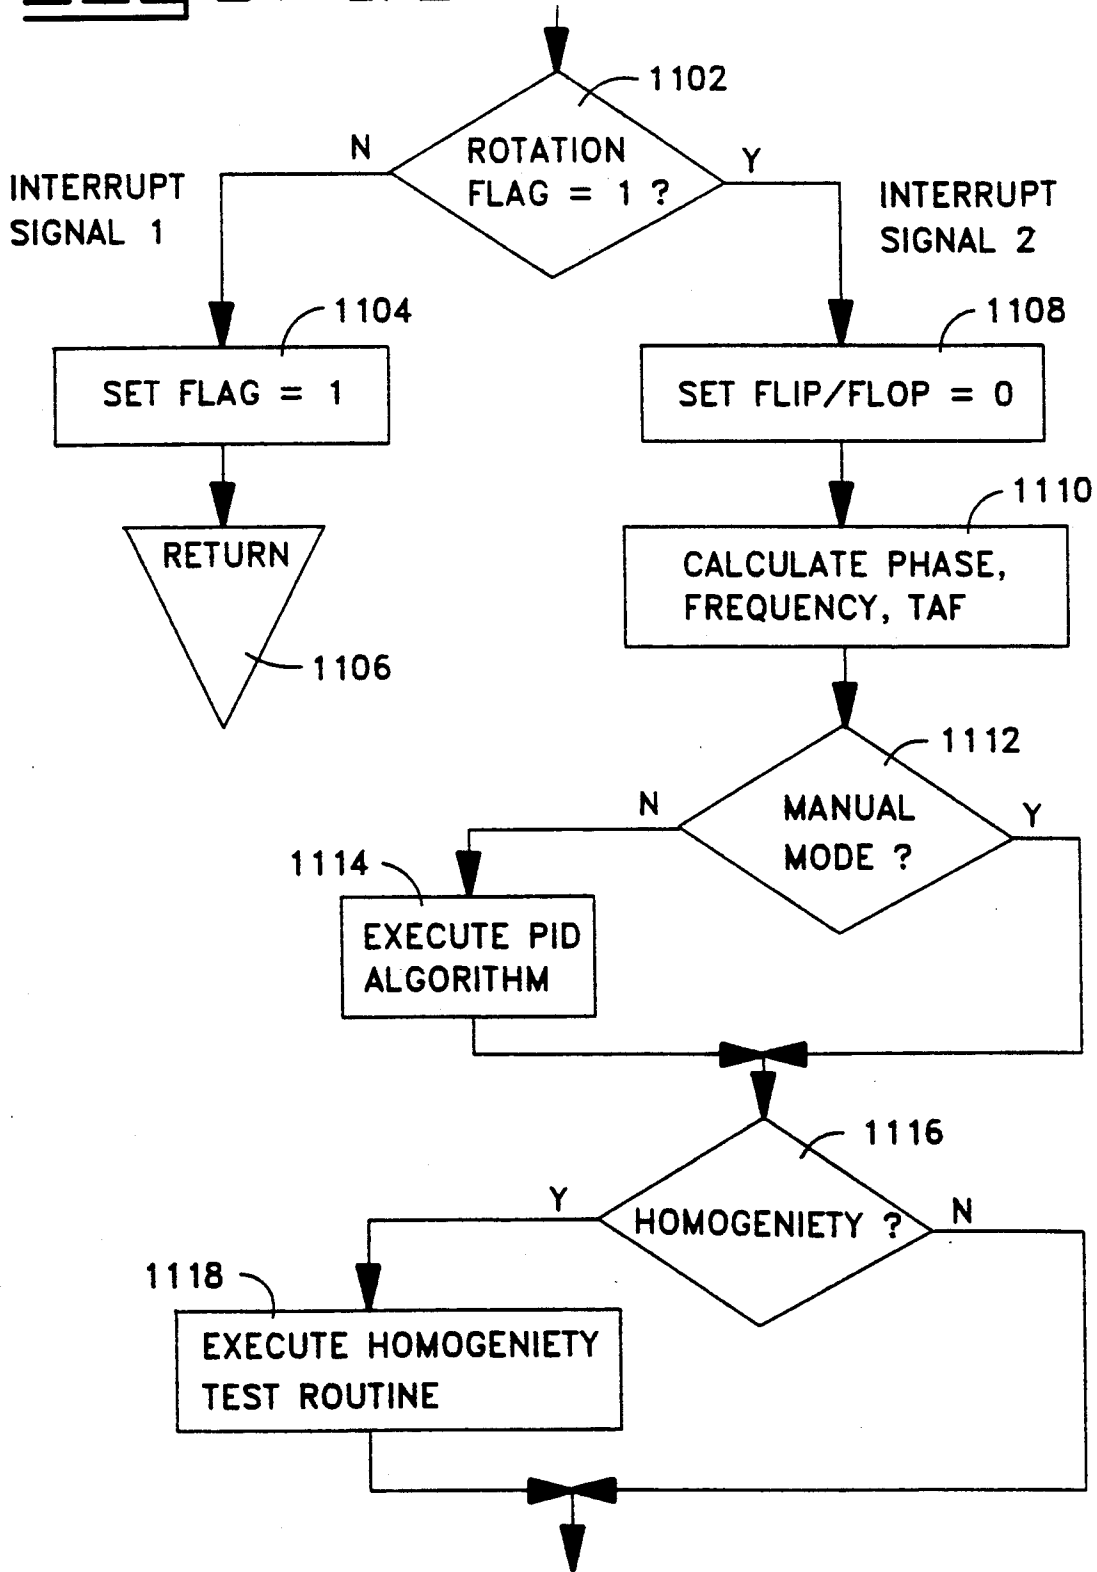 1102
N
ROTATION
FLAG = 1 ?
Y
INTERRUPT
SIGNAL 1
INTERRUPT
SIGNAL 2
1104
1108
SET FLAG = 1
SET FLIP/FLOP = 0
1110
RETURN
CALCULATE PHASE,
FREQUENCY, TAF
1106
1112
N
MANUAL
MODE ?
Y
1114
EXECUTE PID
ALGORITHM
1116
Y
HOMOGENIETY ?
N
1118
EXECUTE HOMOGENIETY
TEST ROUTINE